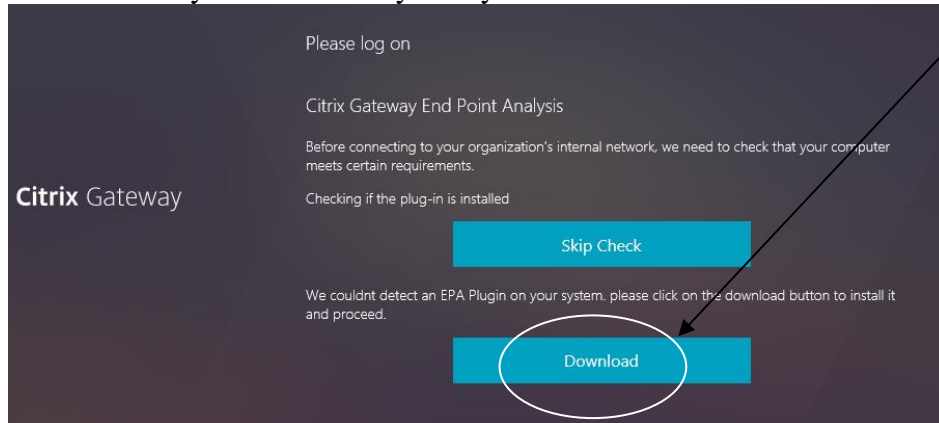 Please log on
Citrix Gateway End Point Analysis
Before connecting to your organization's internal network, we need to check that your computer
meets certain requirements.
Citrix Gateway
Checking if the plug-in is installed
Skip Check
We couldnt detect an EPA Plugin on your system. please click on the download button to install it
and proceed.
Download